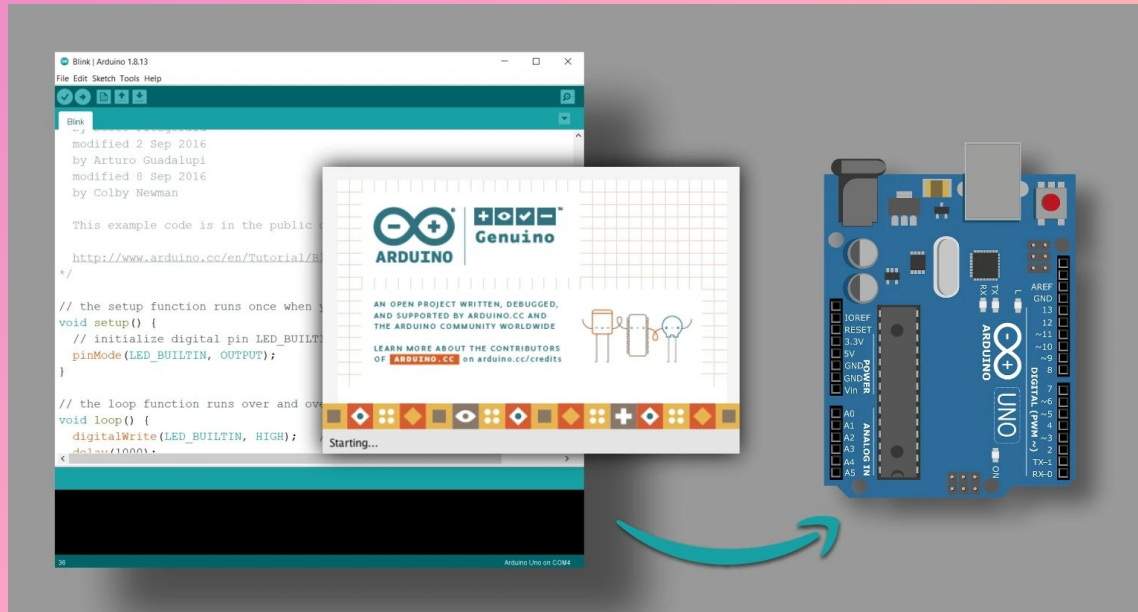 Blink | Arduino 1.8.13
File Edit Sketch Tools Help
Blink
modified 2 Sep 2016
by Arturo Guadalupi
modified 8 Sep 2016
by Colby Newman
This example code is in the public
http://www.arduino.cc/en/Tutorial/Bl
*/
// the setup function runs once when
void setup() {
// initialize digital pin LED_BUILT
pinMode(LED_BUILTIN, OUTPUT);
}
// the loop function runs over and
void loop() {
digitalWrite(LED_BUILTIN, HIGH); /
delay(1000);
36
Arduino Uno on COM4
ARDUINO
Genuino
TM
AN OPEN PROJECT WRITTEN, DEBUGGED,
AND SUPPORTED BY ARDUINO.CC AND
THE ARDUINO COMMUNITY WORLDWIDE
LEARN MORE ABOUT THE CONTRIBUTORS
OF ARDUINO.CC on arduino.cc/credits
Starting...
IOREF
RESET
3.3V
5V
GND
GND
Vin
POWER
A0
A1
A2
A3
A4
A5
ANALOG IN
RX
TX
L
ARDUINO
UNO
ON
AREF
GND
13
12
~11
~10
~9
8
7
~6
~5
4
~3
2
TX→1
RX←0
DIGITAL (PWM ~)